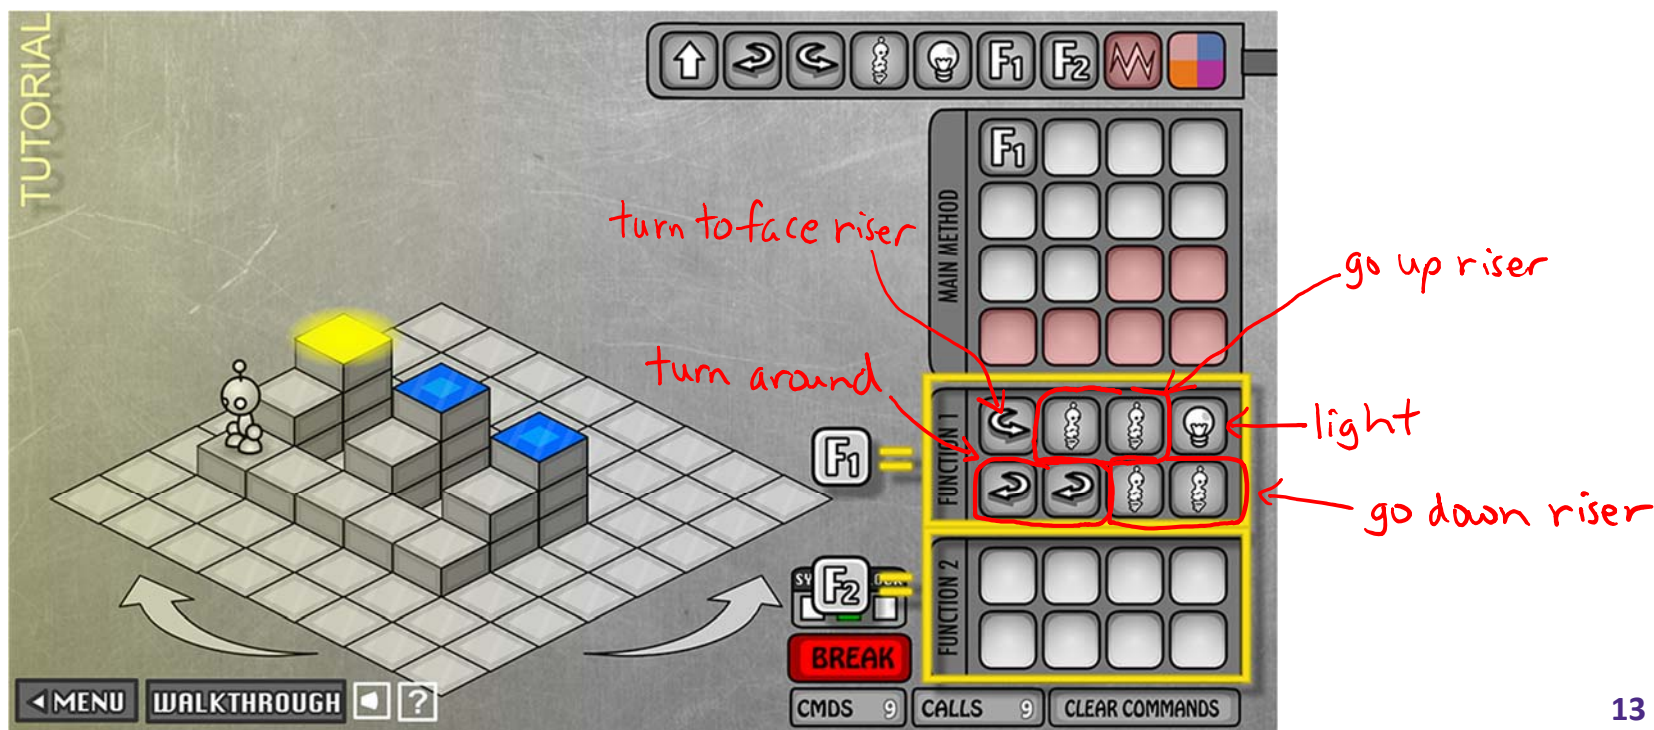 TUTORIAL
F1 F2
F1
MAIN METHOD
turn to face riser
go up riser
turn around
F1 =
FUNCTION 1
light
go down riser
F2 =
FUNCTION 2
BREAK
MENU
WALKTHROUGH
?
CMDS 9
CALLS 9
CLEAR COMMANDS
13